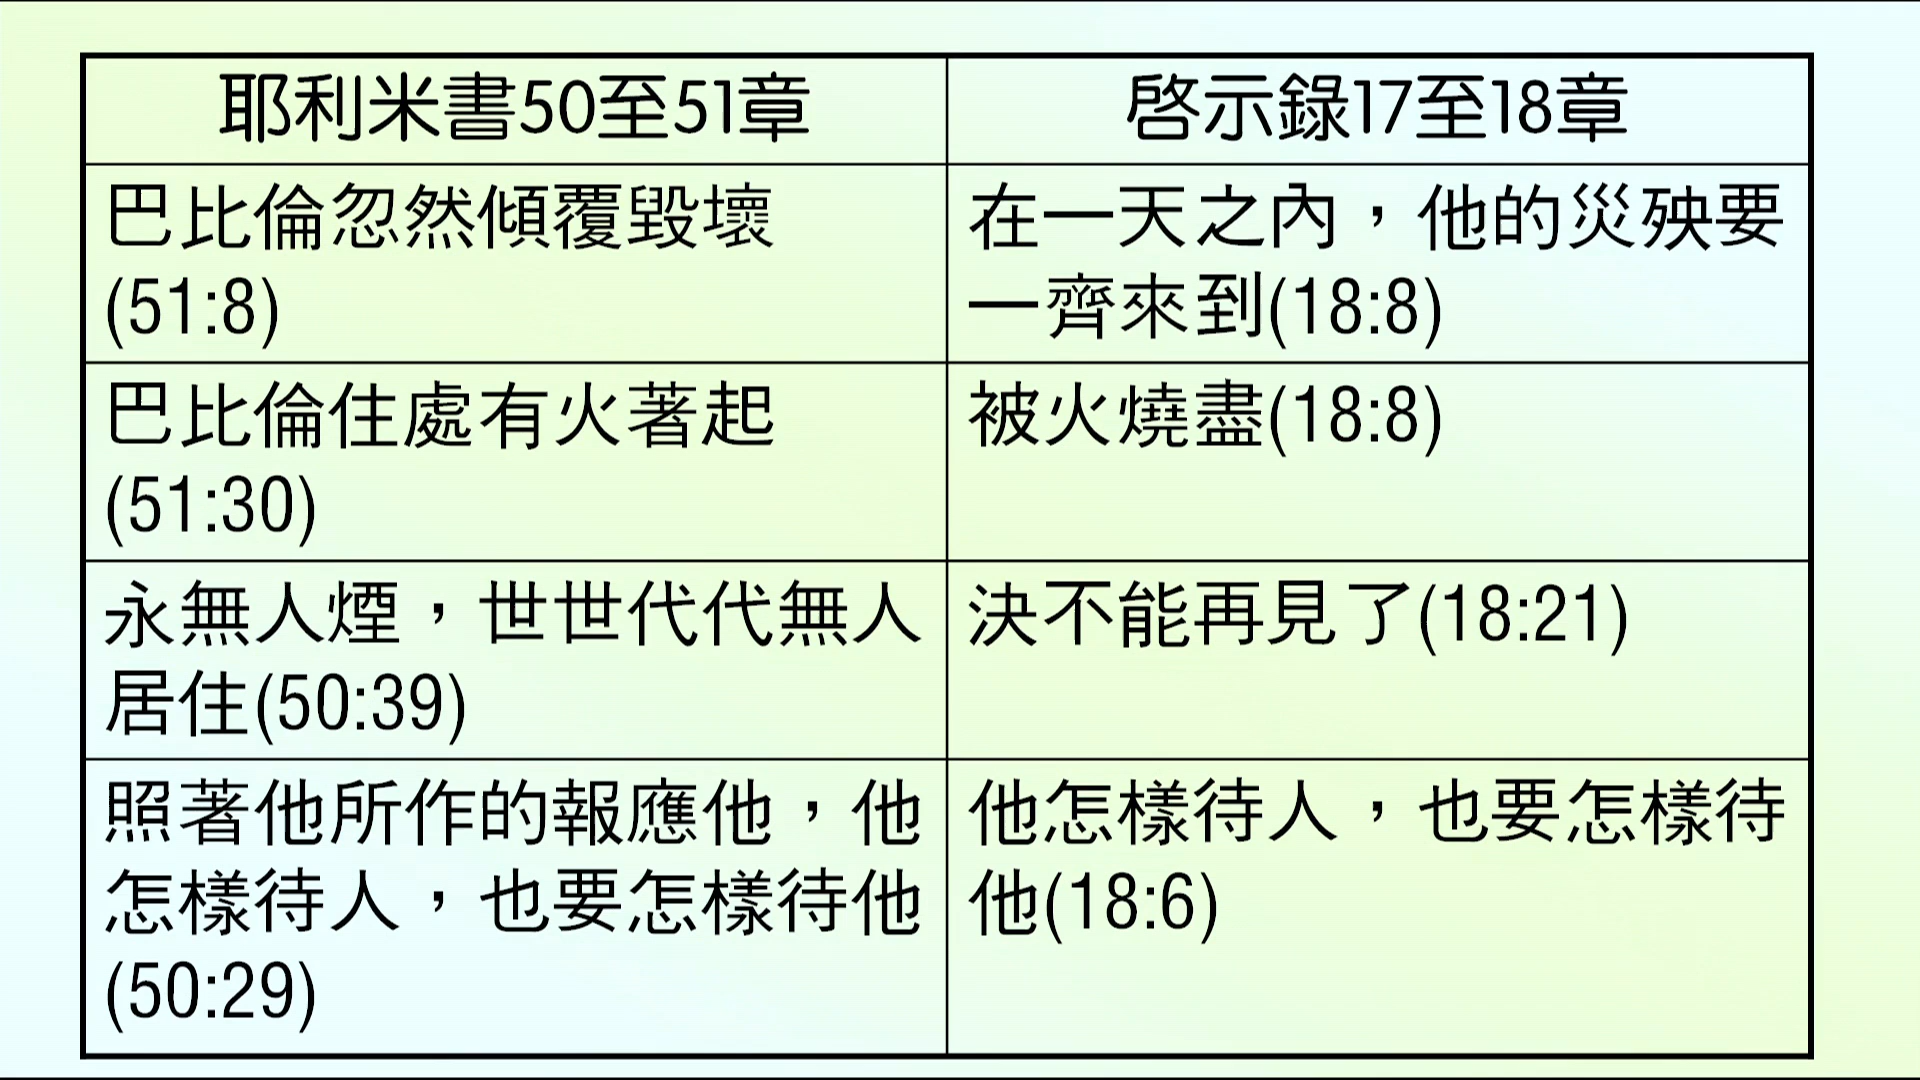 耶利米書50至51章
啓示錄17至18章
巴比倫忽然傾覆毀壞
(51:8)
在一天之內，他的災殃要
一齊來到(18:8)
巴比倫住處有火著起
(51:30)
被火燒盡(18:8)
永無人煙，世世代代無人
居住(50:39)
決不能再見了(18:21)
照著他所作的報應他，他
怎樣待人，也要怎樣待他
(50:29)
他怎樣待人，也要怎樣待
他(18:6)